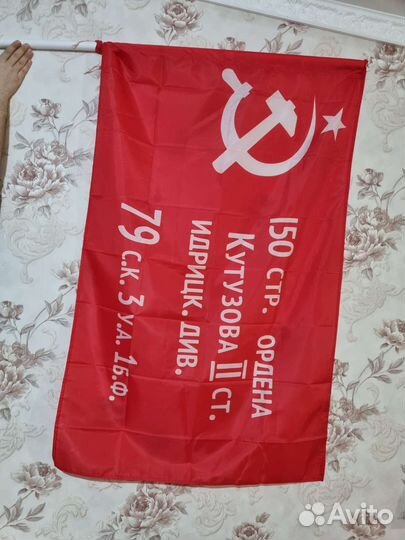 150 СТР. ОРДЕНА
КУТУЗОВА II СТ.
ИДРИЦК. ДИВ.
79 С.К. 3 У.А. 1 Б.Ф.
Avito